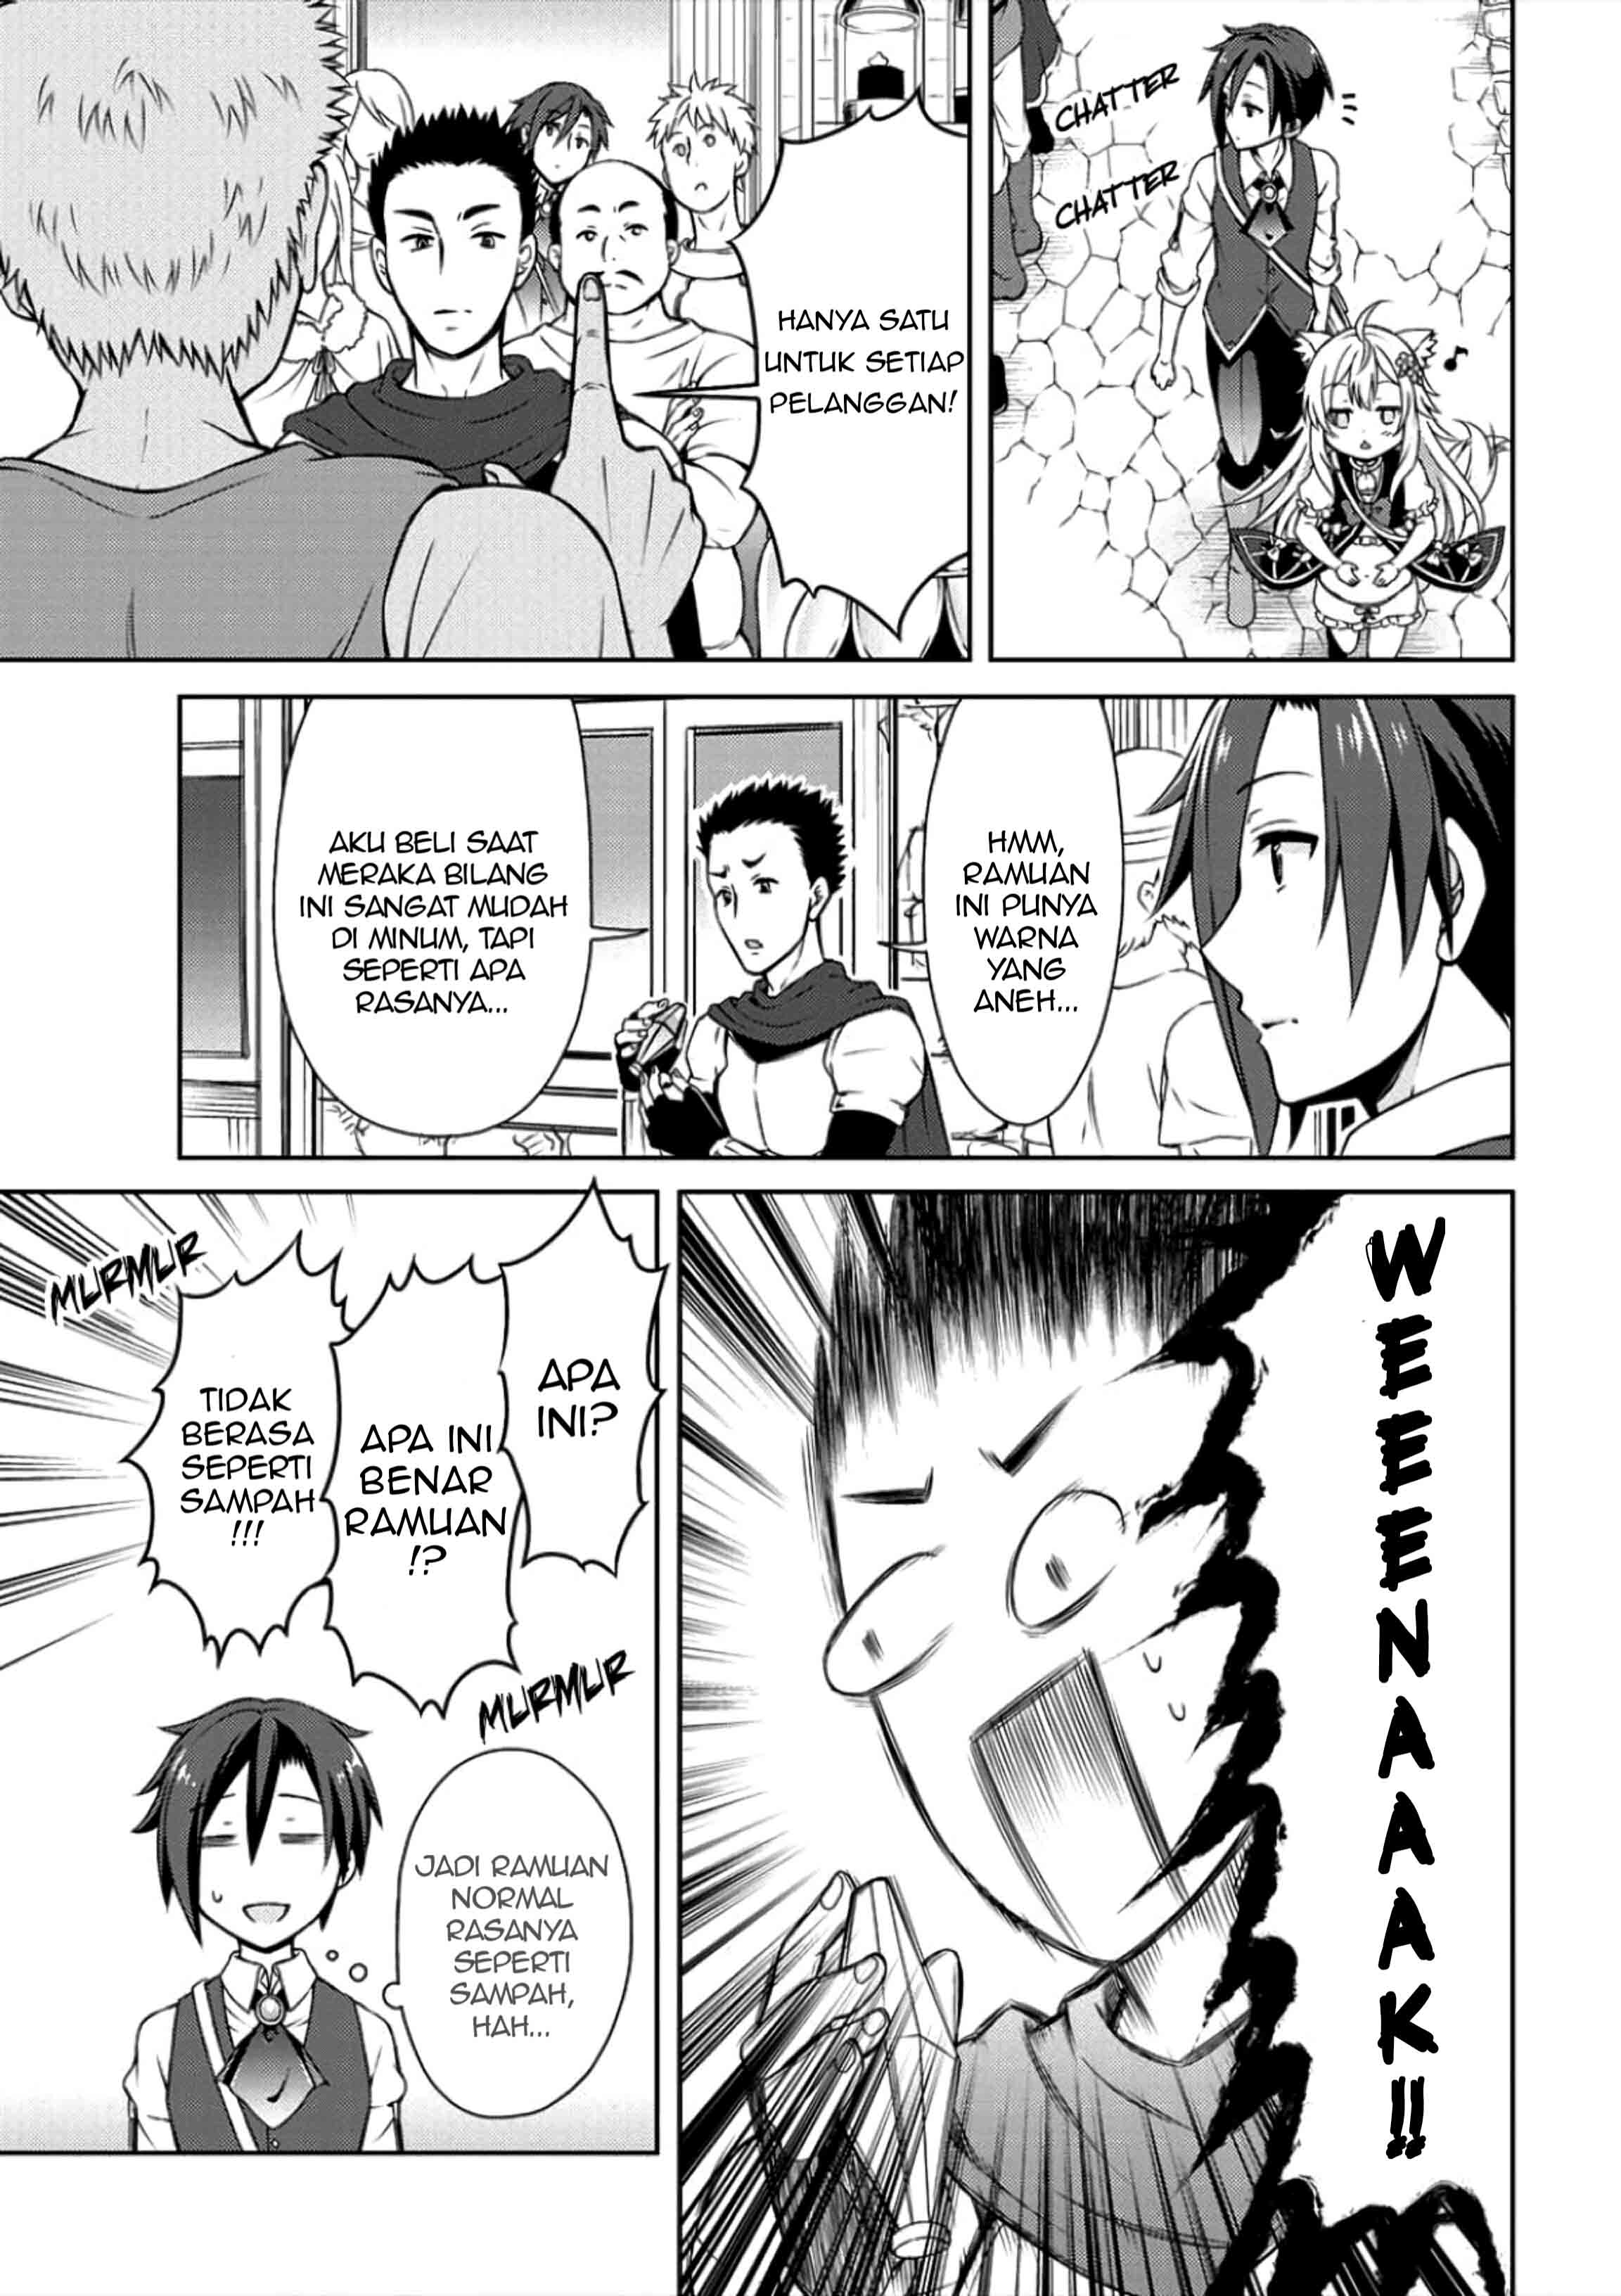 CHATTER
CHATTER
HANYA SATU
UNTUK SETIAP
PELANGGAN!
HMM,
RAMUAN
INI PUNYA
WARNA
YANG
ANEH...
AKU BELI SAAT
MERAKA BILANG
INI SANGAT MUDAH
DI MINUM, TAPI
SEPERTI APA
RASANYA...
WEEENAAAK!!
APA
INI?
APA INI
BENAR
RAMUAN
!?
TIDAK
BERASA
SEPERTI
SAMPAH
!!!
MURMUR
MURMUR
JADI RAMUAN
NORMAL
RASANYA
SEPERTI
SAMPAH,
HAH...